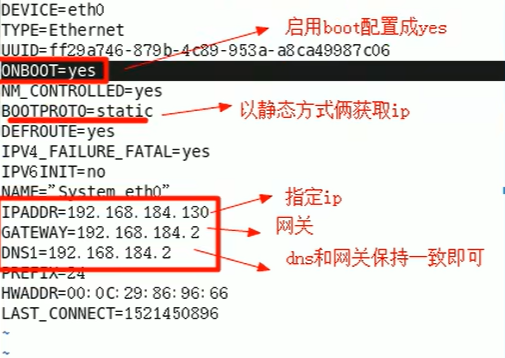 DEVICE=eth0
TYPE=Ethernet
启用boot配置成yes
UUID=ff29a746-879b-4c89-953a-a8ca49987c06
ONBOOT=yes
NM_CONTROLLED=yes
BOOTPROTO=static
以静态方式俩获取ip
DEFROUTE=yes
IPV4_FAILURE_FATAL=yes
IPV6INIT=no
NAME="System eth0"
指定ip
IPADDR=192.168.184.130
网关
GATEWAY=192.168.184.2
DNS1=192.168.184.2
dns和网关保持一致即可
PREFIX=24
HWADDR=00:0C:29:86:96:66
LAST_CONNECT=1521450896
~
~